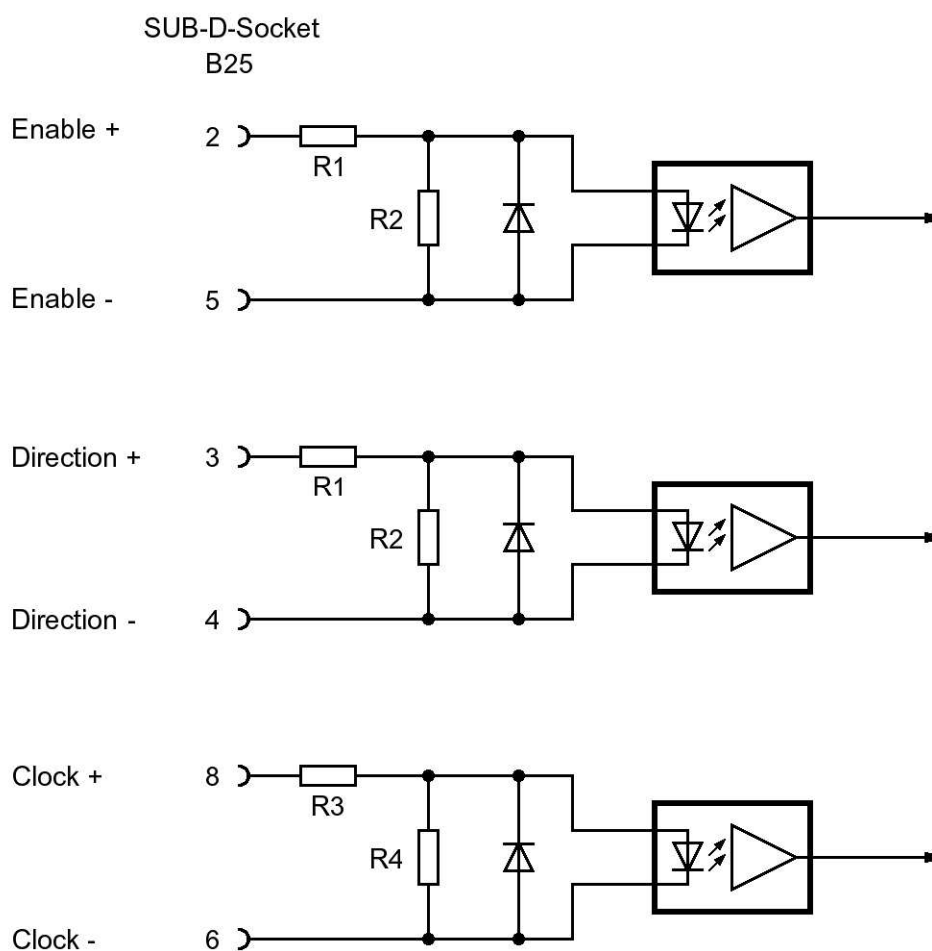 SUB-D-Socket
B25
Enable + 2
R1
R2
Enable - 5
Direction + 3
R1
R2
Direction - 4
Clock + 8
R3
R4
Clock - 6